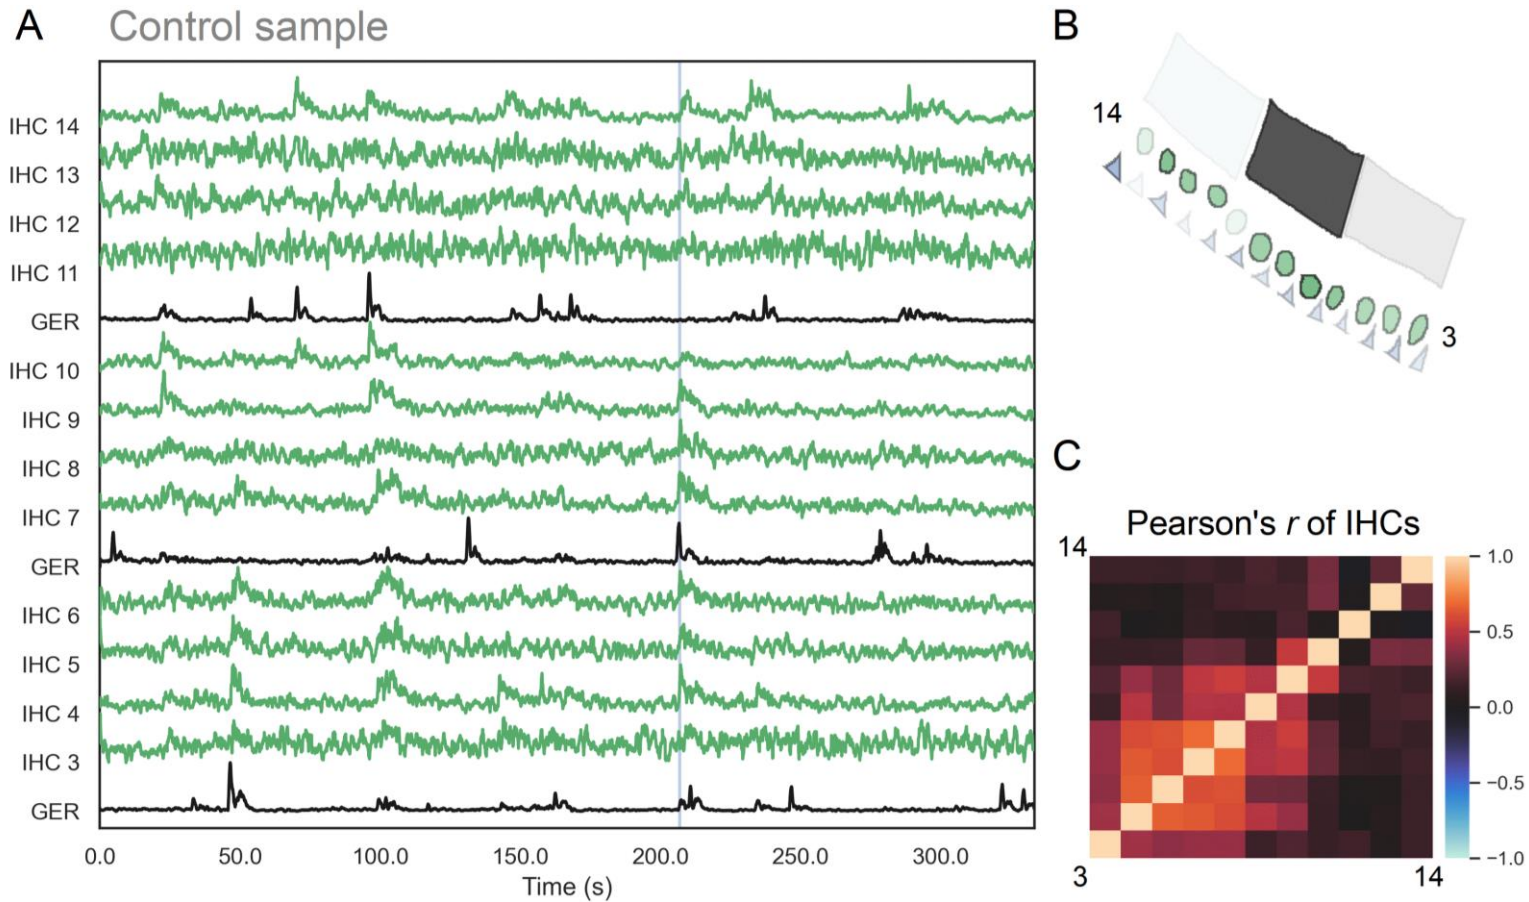 A
Control sample
IHC 14
IHC 13
IHC 12
IHC 11
GER
IHC 10
IHC 9
IHC 8
IHC 7
GER
IHC 6
IHC 5
IHC 4
IHC 3
GER
0.0 50.0 100.0 150.0 200.0 250.0 300.0
Time (s)
B
14
3
C
Pearson's r of IHCs
14
1.0
0.5
0.0
−0.5
−1.0
3 14